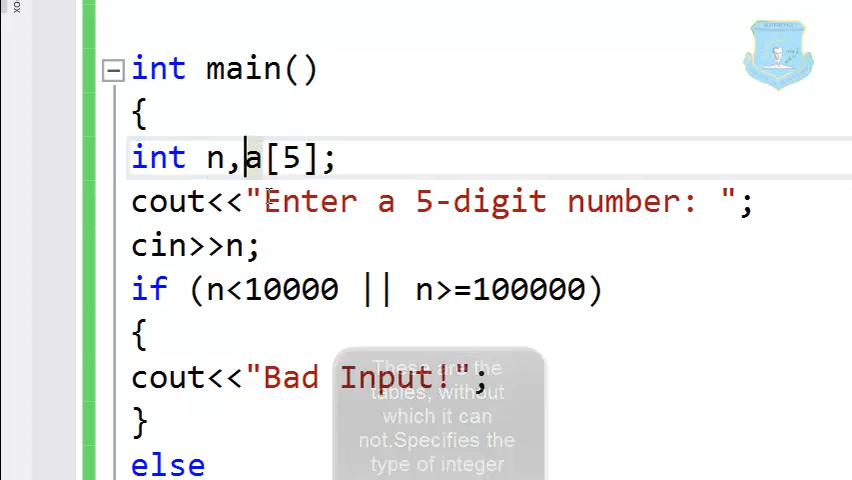 int main()
{
int n,a[5];
cout<<"Enter a 5-digit number: ";
cin>>n;
if (n<10000 || n>=100000)
{
cout<<"Bad Input!";
}
else
These are the
tables, without
which it can
not.Specifies the
type of integer